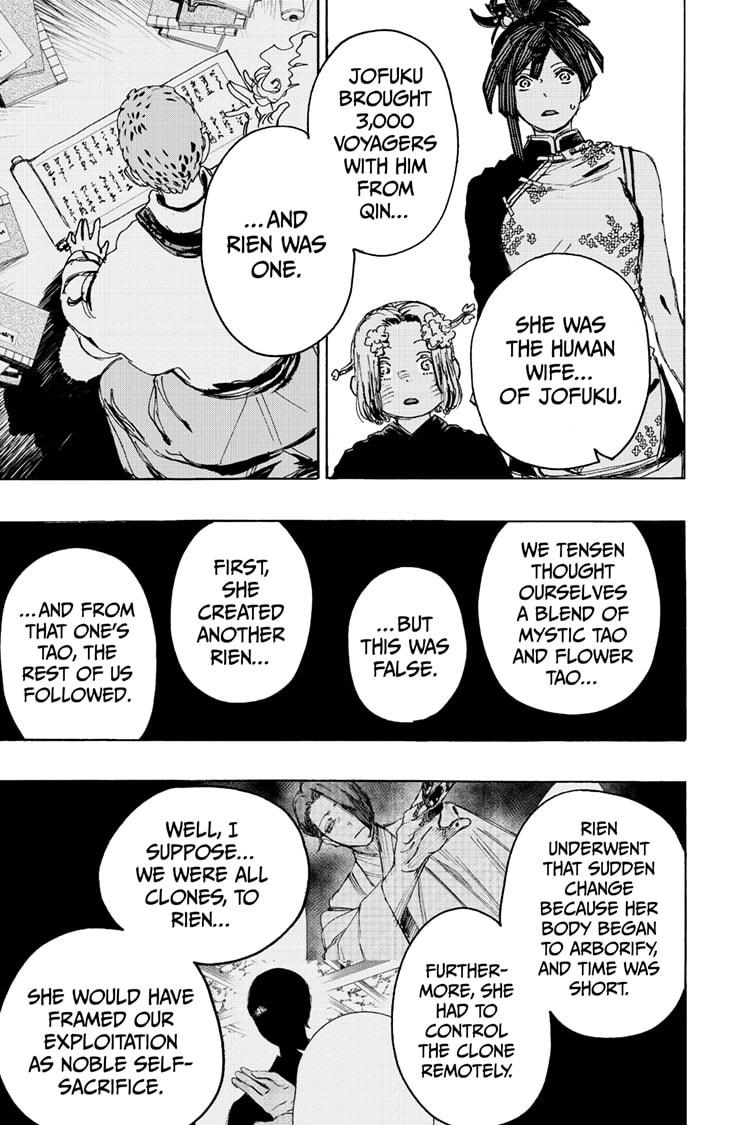 SHE WAS
THE HUMAN
WIFE...
OF JOFUKU.
JOFUKU
BROUGHT
3,000
VOYAGERS
WITH HIM
FROM
QIN...
...AND
RIEN WAS
ONE.
WE TENSEN
THOUGHT
OURSELVES
A BLEND OF
MYSTIC TAO
AND FLOWER
TAO...
...BUT
THIS WAS
FALSE.
FIRST,
SHE
CREATED
ANOTHER
RIEN...
...AND FROM
THAT ONE'S
TAO, THE
REST OF US
FOLLOWED.
RIEN
UNDERWENT
THAT SUDDEN
CHANGE
BECAUSE HER
BODY BEGAN
TO ARBORIFY,
AND TIME WAS
SHORT.
FURTHER-
MORE, SHE
HAD TO
CONTROL
THE CLONE
REMOTELY.
WELL, I
SUPPOSE...
WE WERE ALL
CLONES, TO
RIEN...
SHE WOULD HAVE
FRAMED OUR
EXPLOITATION
AS NOBLE SELF-
SACRIFICE.